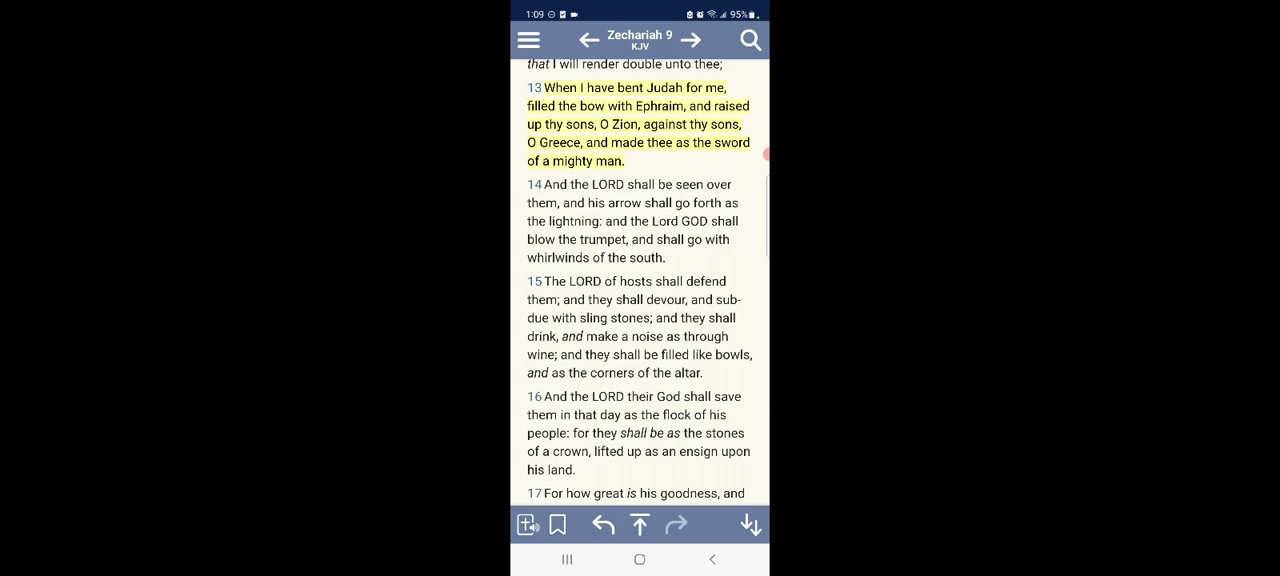 1:09 95%
Zechariah 9
KJV
that I will render double unto thee;
13 When I have bent Judah for me,
filled the bow with Ephraim, and raised
up thy sons, O Zion, against thy sons,
O Greece, and made thee as the sword
of a mighty man.
14 And the LORD shall be seen over
them, and his arrow shall go forth as
the lightning: and the Lord GOD shall
blow the trumpet, and shall go with
whirlwinds of the south.
15 The LORD of hosts shall defend
them; and they shall devour, and sub-
due with sling stones; and they shall
drink, and make a noise as through
wine; and they shall be filled like bowls,
and as the corners of the altar.
16 And the LORD their God shall save
them in that day as the flock of his
people: for they shall be as the stones
of a crown, lifted up as an ensign upon
his land.
17 For how great is his goodness, and